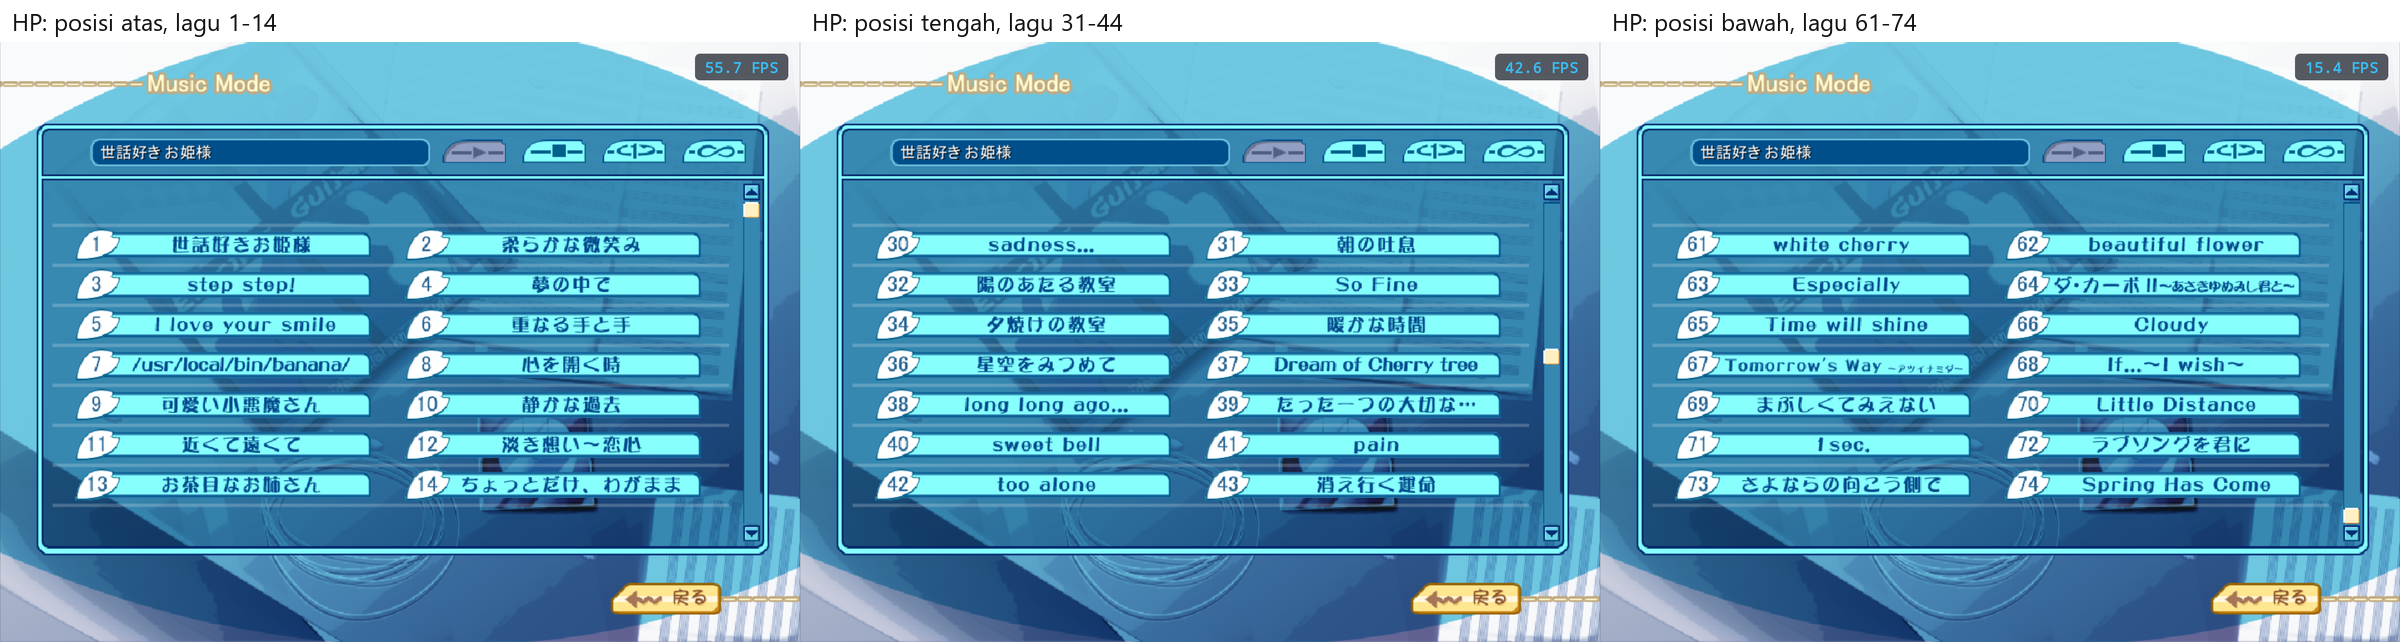 HP: posisi atas, lagu 1-14
55.7 FPS
Music Mode
世話好きお姫様
1 世話好きお姫様
2 柔らかな微笑み
3 step step!
4 夢の中で
5 I love your smile
6 重なる手と手
7 /usr/local/bin/banana/
8 心を開く時
9 可愛い小悪魔さん
10 静かな過去
11 近くて遠くて
12 淡き想い〜恋心
13 お茶目なお姉さん
14 ちょっとだけ、わがまま
戻る
HP: posisi tengah, lagu 31-44
42.6 FPS
Music Mode
世話好きお姫様
30 sadness...
31 朝の吐息
32 陽のあたる教室
33 So Fine
34 夕焼けの教室
35 暖かな時間
36 星空をみつめて
37 Dream of Cherry tree
38 long long ago...
39 たった一つの大切な…
40 sweet bell
41 pain
42 too alone
43 消え行く運命
戻る
HP: posisi bawah, lagu 61-74
15.4 FPS
Music Mode
世話好きお姫様
61 white cherry
62 beautiful flower
63 Especially
64 ダ・カーポII〜あさきゆめみし君と〜
65 Time will shine
66 Cloudy
67 Tomorrow's Way 〜アツイナミダ〜
68 If...〜I wish〜
69 まぶしくてみえない
70 Little Distance
71 1 sec.
72 ラブソングを君に
73 さよならの向こう側で
74 Spring Has Come
戻る